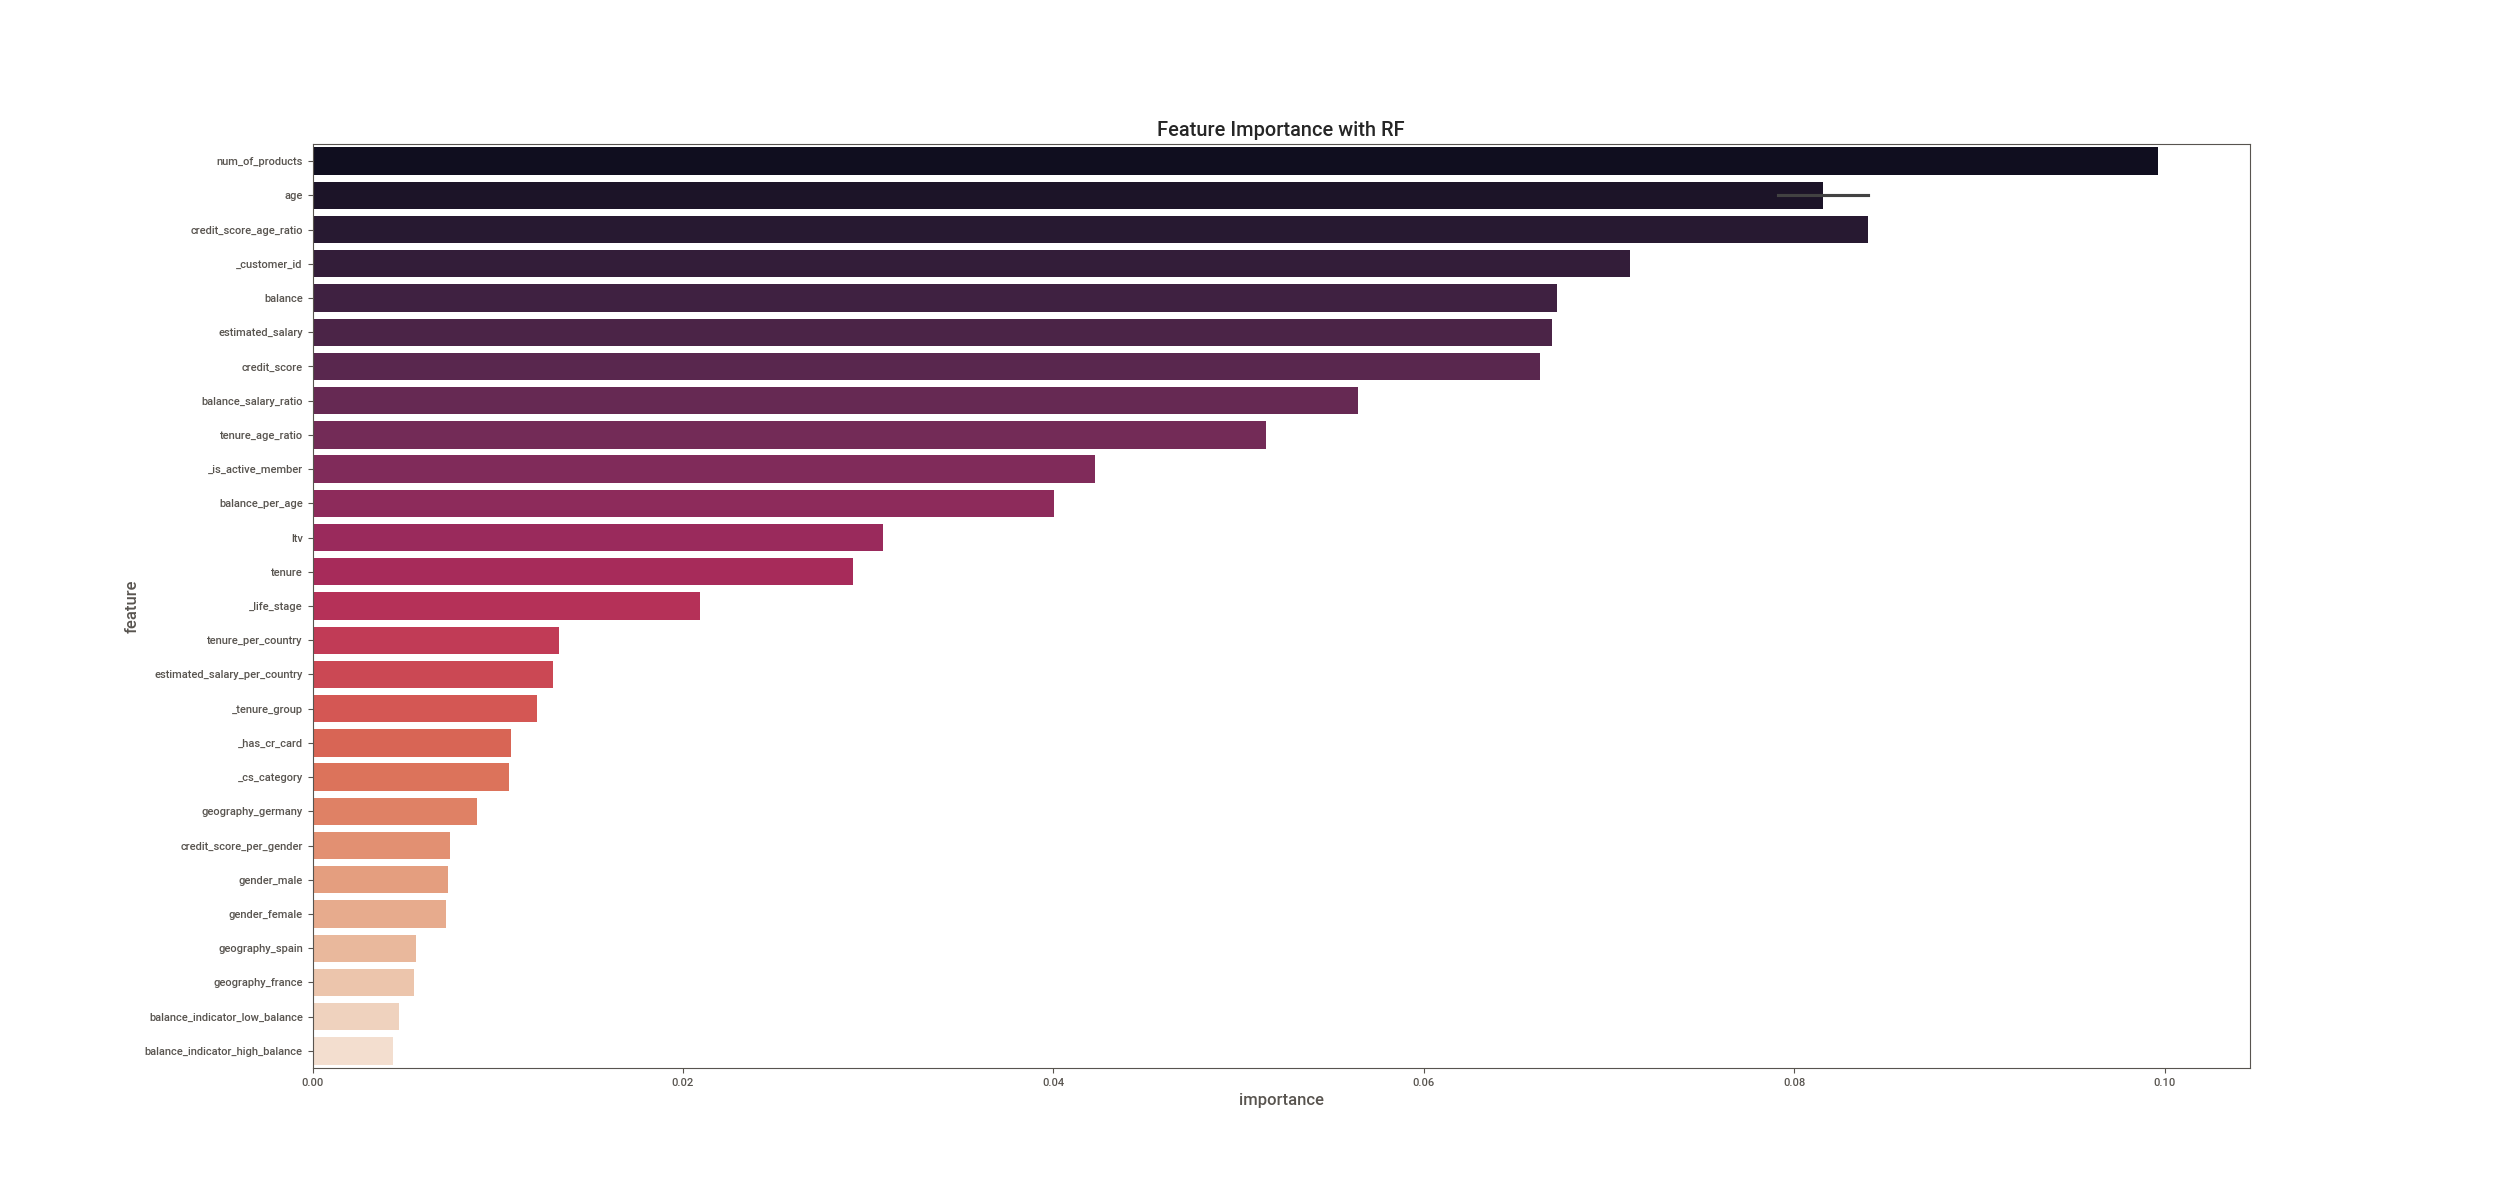 Feature Importance with RF
num_of_products
age
credit_score_age_ratio
_customer_id
balance
estimated_salary
credit_score
balance_salary_ratio
tenure_age_ratio
_is_active_member
balance_per_age
ltv
tenure
_life_stage
tenure_per_country
estimated_salary_per_country
_tenure_group
_has_cr_card
_cs_category
geography_germany
credit_score_per_gender
gender_male
gender_female
geography_spain
geography_france
balance_indicator_low_balance
balance_indicator_high_balance
feature
0.00 0.02 0.04 0.06 0.08 0.10
importance